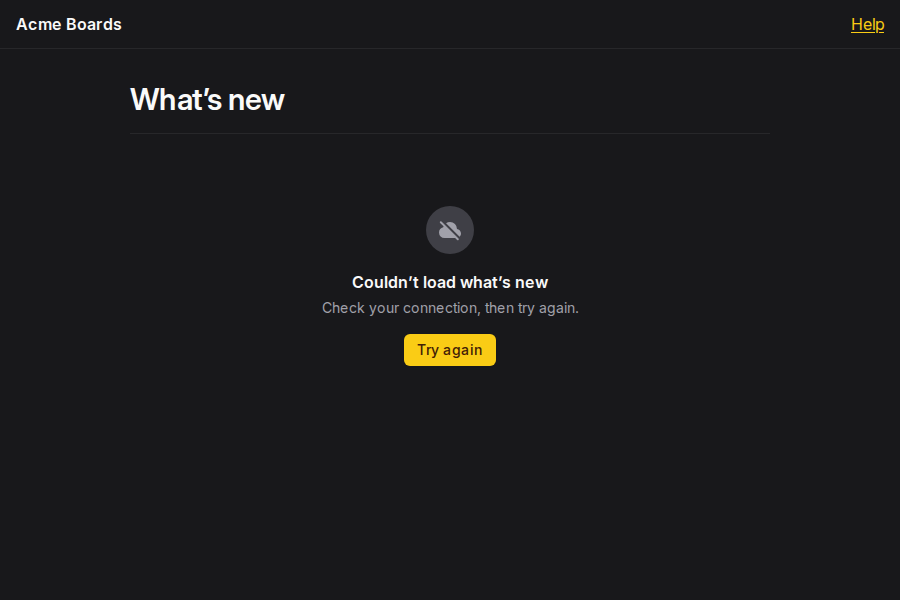 Acme Boards
Help
What’s new
Couldn’t load what’s new
Check your connection, then try again.
Try again